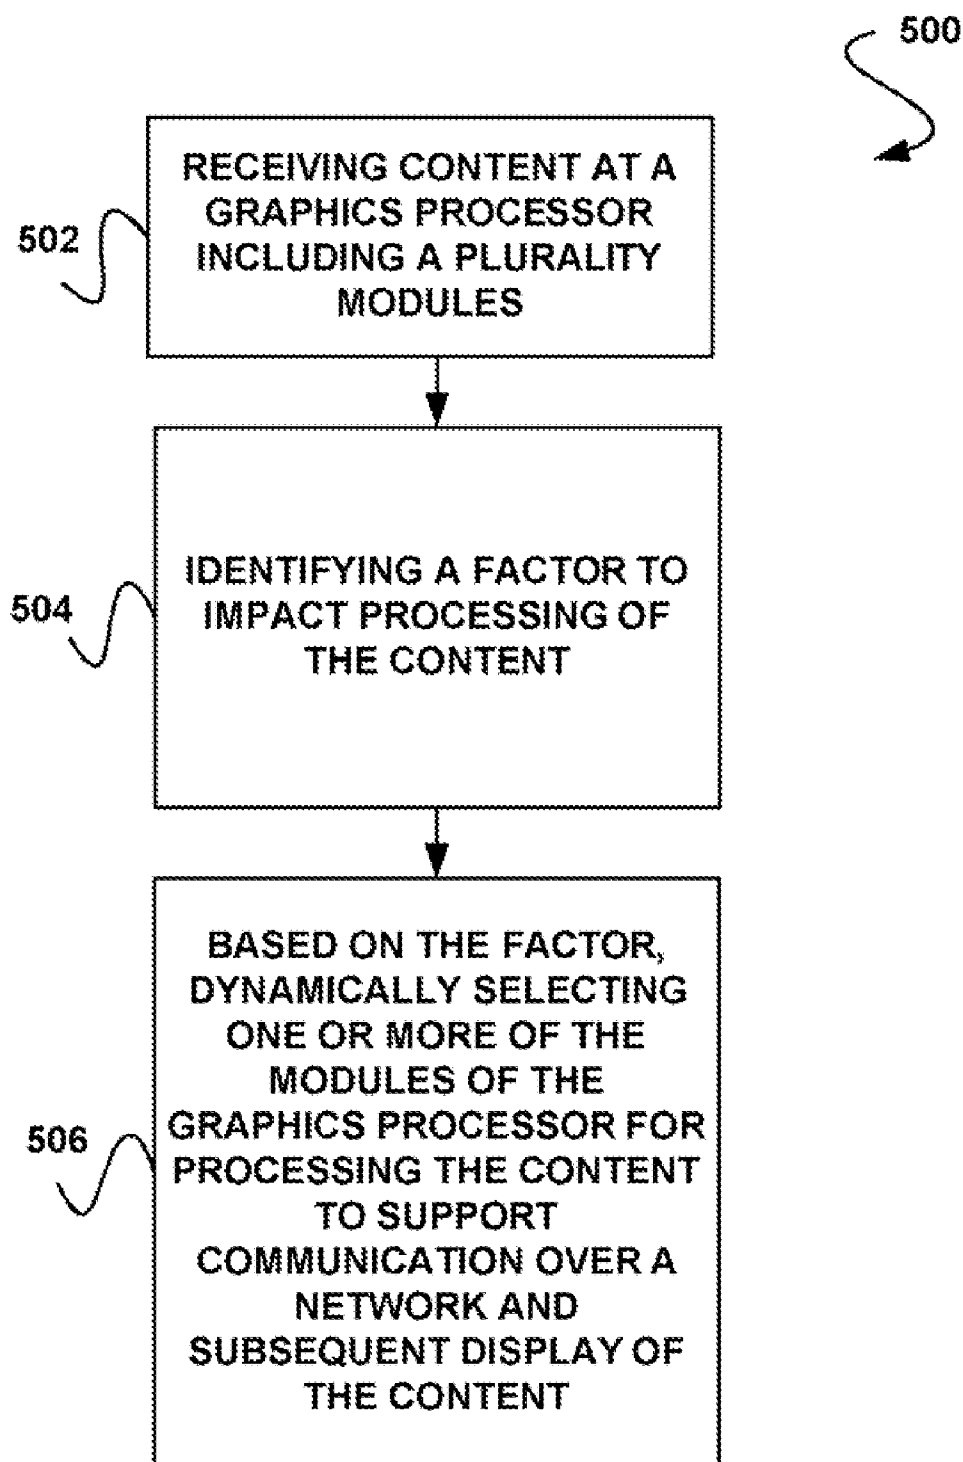 500
RECEIVING CONTENT AT A
GRAPHICS PROCESSOR
INCLUDING A PLURALITY
MODULES
502
IDENTIFYING A FACTOR TO
IMPACT PROCESSING OF
THE CONTENT
504
BASED ON THE FACTOR,
DYNAMICALLY SELECTING
ONE OR MORE OF THE
MODULES OF THE
GRAPHICS PROCESSOR FOR
PROCESSING THE CONTENT
TO SUPPORT
COMMUNICATION OVER A
NETWORK AND
SUBSEQUENT DISPLAY OF
THE CONTENT
506